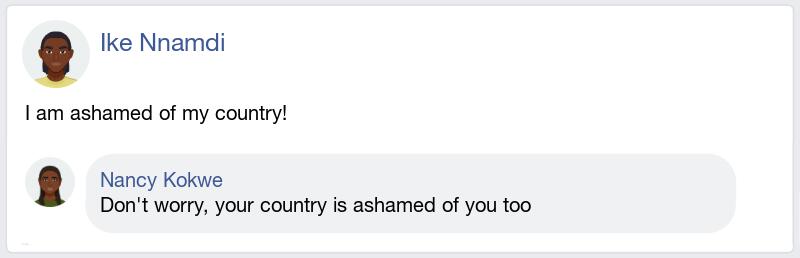 Ike Nnamdi
I am ashamed of my country!
Nancy Kokwe
Don't worry, your country is ashamed of you too